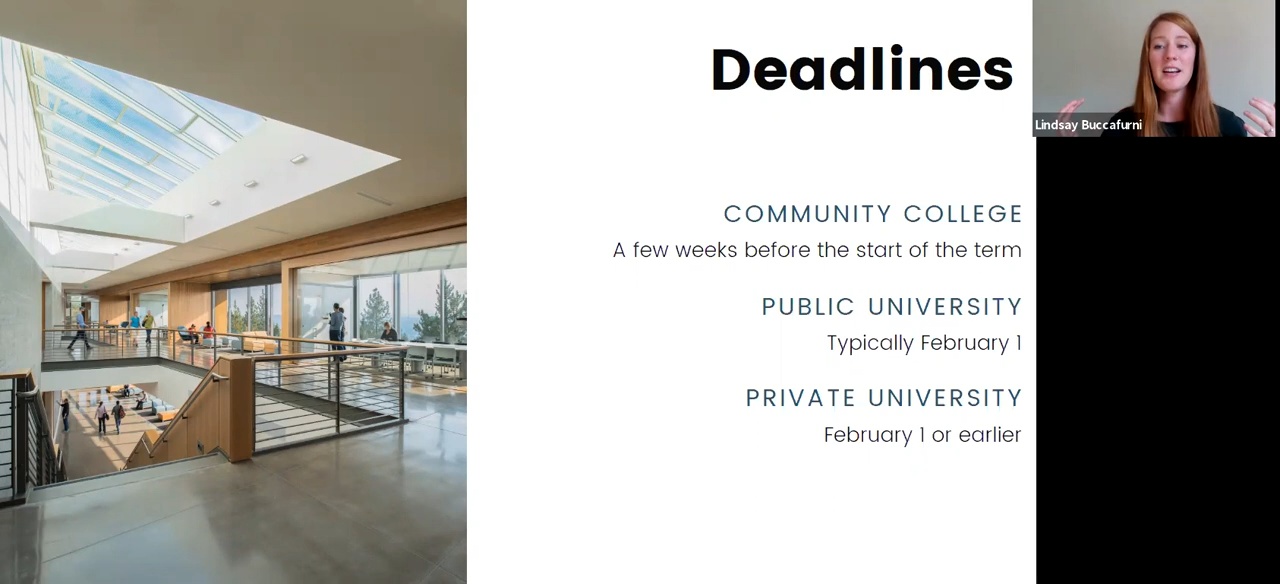 Deadlines
Lindsay Buccafurni
COMMUNITY COLLEGE
A few weeks before the start of the term
PUBLIC UNIVERSITY
Typically February 1
PRIVATE UNIVERSITY
February 1 or earlier